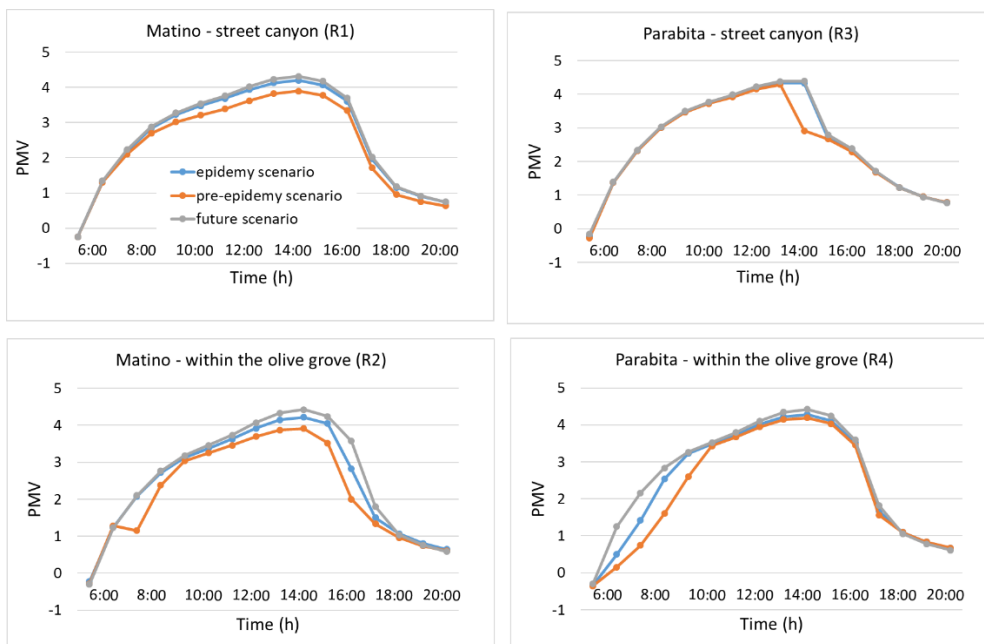 Matino - street canyon (R1)
5
4
3
2
1
0
-1
PMV
epidemy scenario
pre-epidemy scenario
future scenario
6:00 8:00 10:00 12:00 14:00 16:00 18:00 20:00
Time (h)
Parabita - street canyon (R3)
5
4
3
2
1
0
-1
PMV
6:00 8:00 10:00 12:00 14:00 16:00 18:00 20:00
Time (h)
Matino - within the olive grove (R2)
5
4
3
2
1
0
-1
PMV
6:00 8:00 10:00 12:00 14:00 16:00 18:00 20:00
Time (h)
Parabita - within the olive grove (R4)
5
4
3
2
1
0
-1
PMV
6:00 8:00 10:00 12:00 14:00 16:00 18:00 20:00
Time (h)